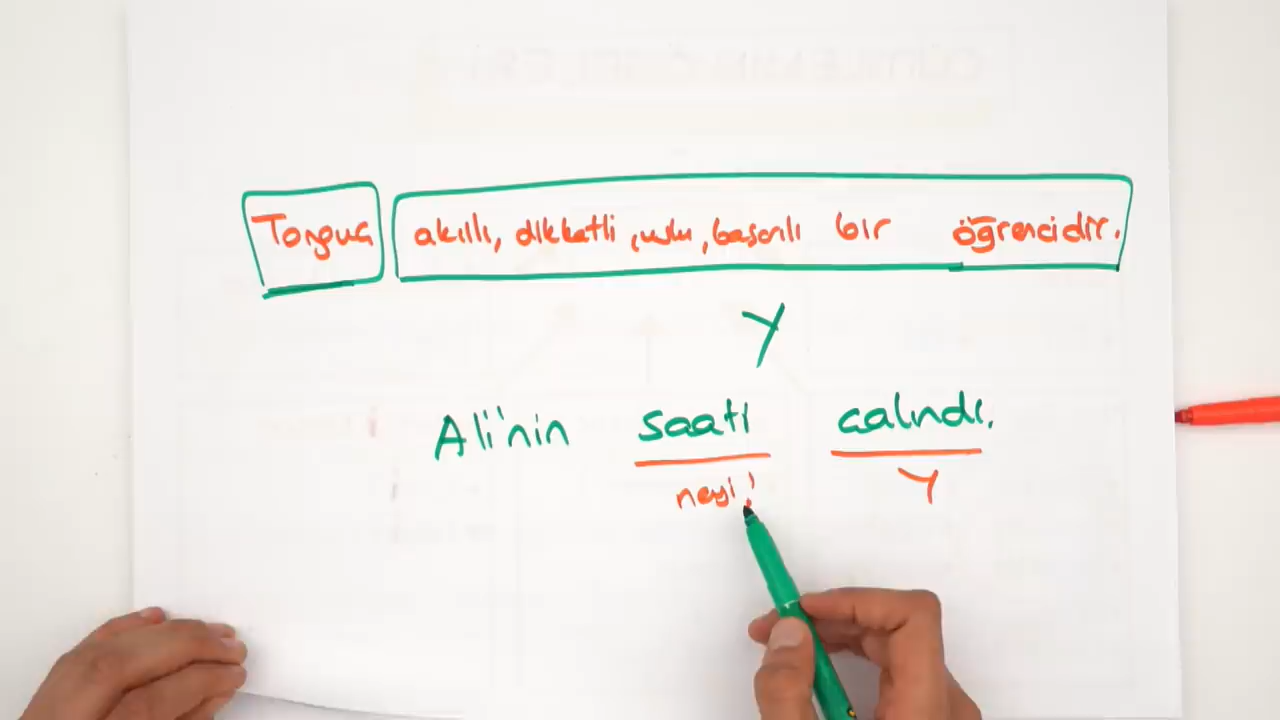 Tonguç akıllı, dikkatli, uslu, başarılı bir öğrencidir.
Y
Ali'nin saati çalındı.
neyi! Y